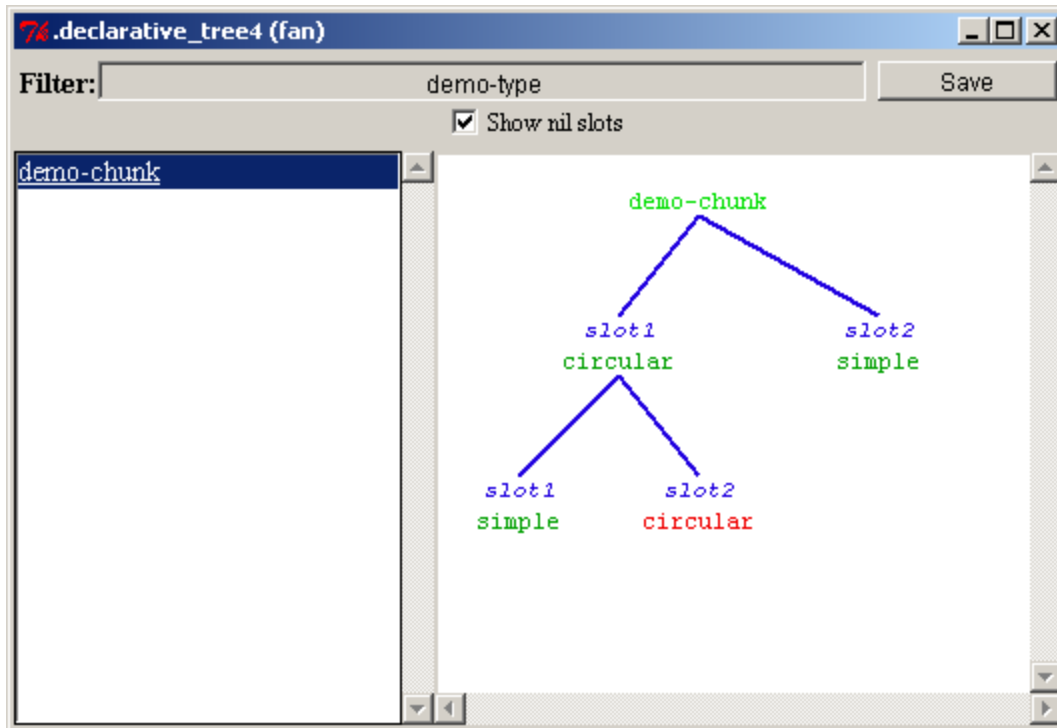 .declarative_tree4 (fan)
Filter: demo-type Save
Show nil slots
demo-chunk
demo-chunk
slot1 slot2
circular simple
slot1 slot2
simple circular